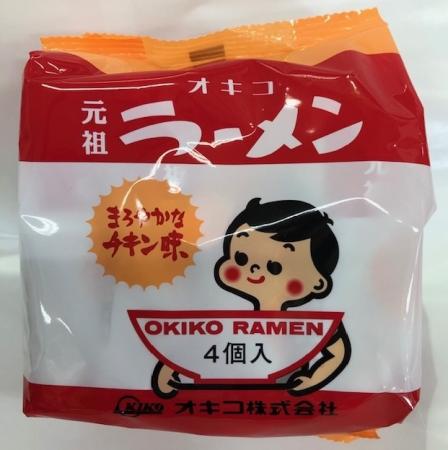 オキコ
元祖
ラーメン
まろやかな
チキン味
OKIKO RAMEN
4個入
OKIKO オキコ株式会社